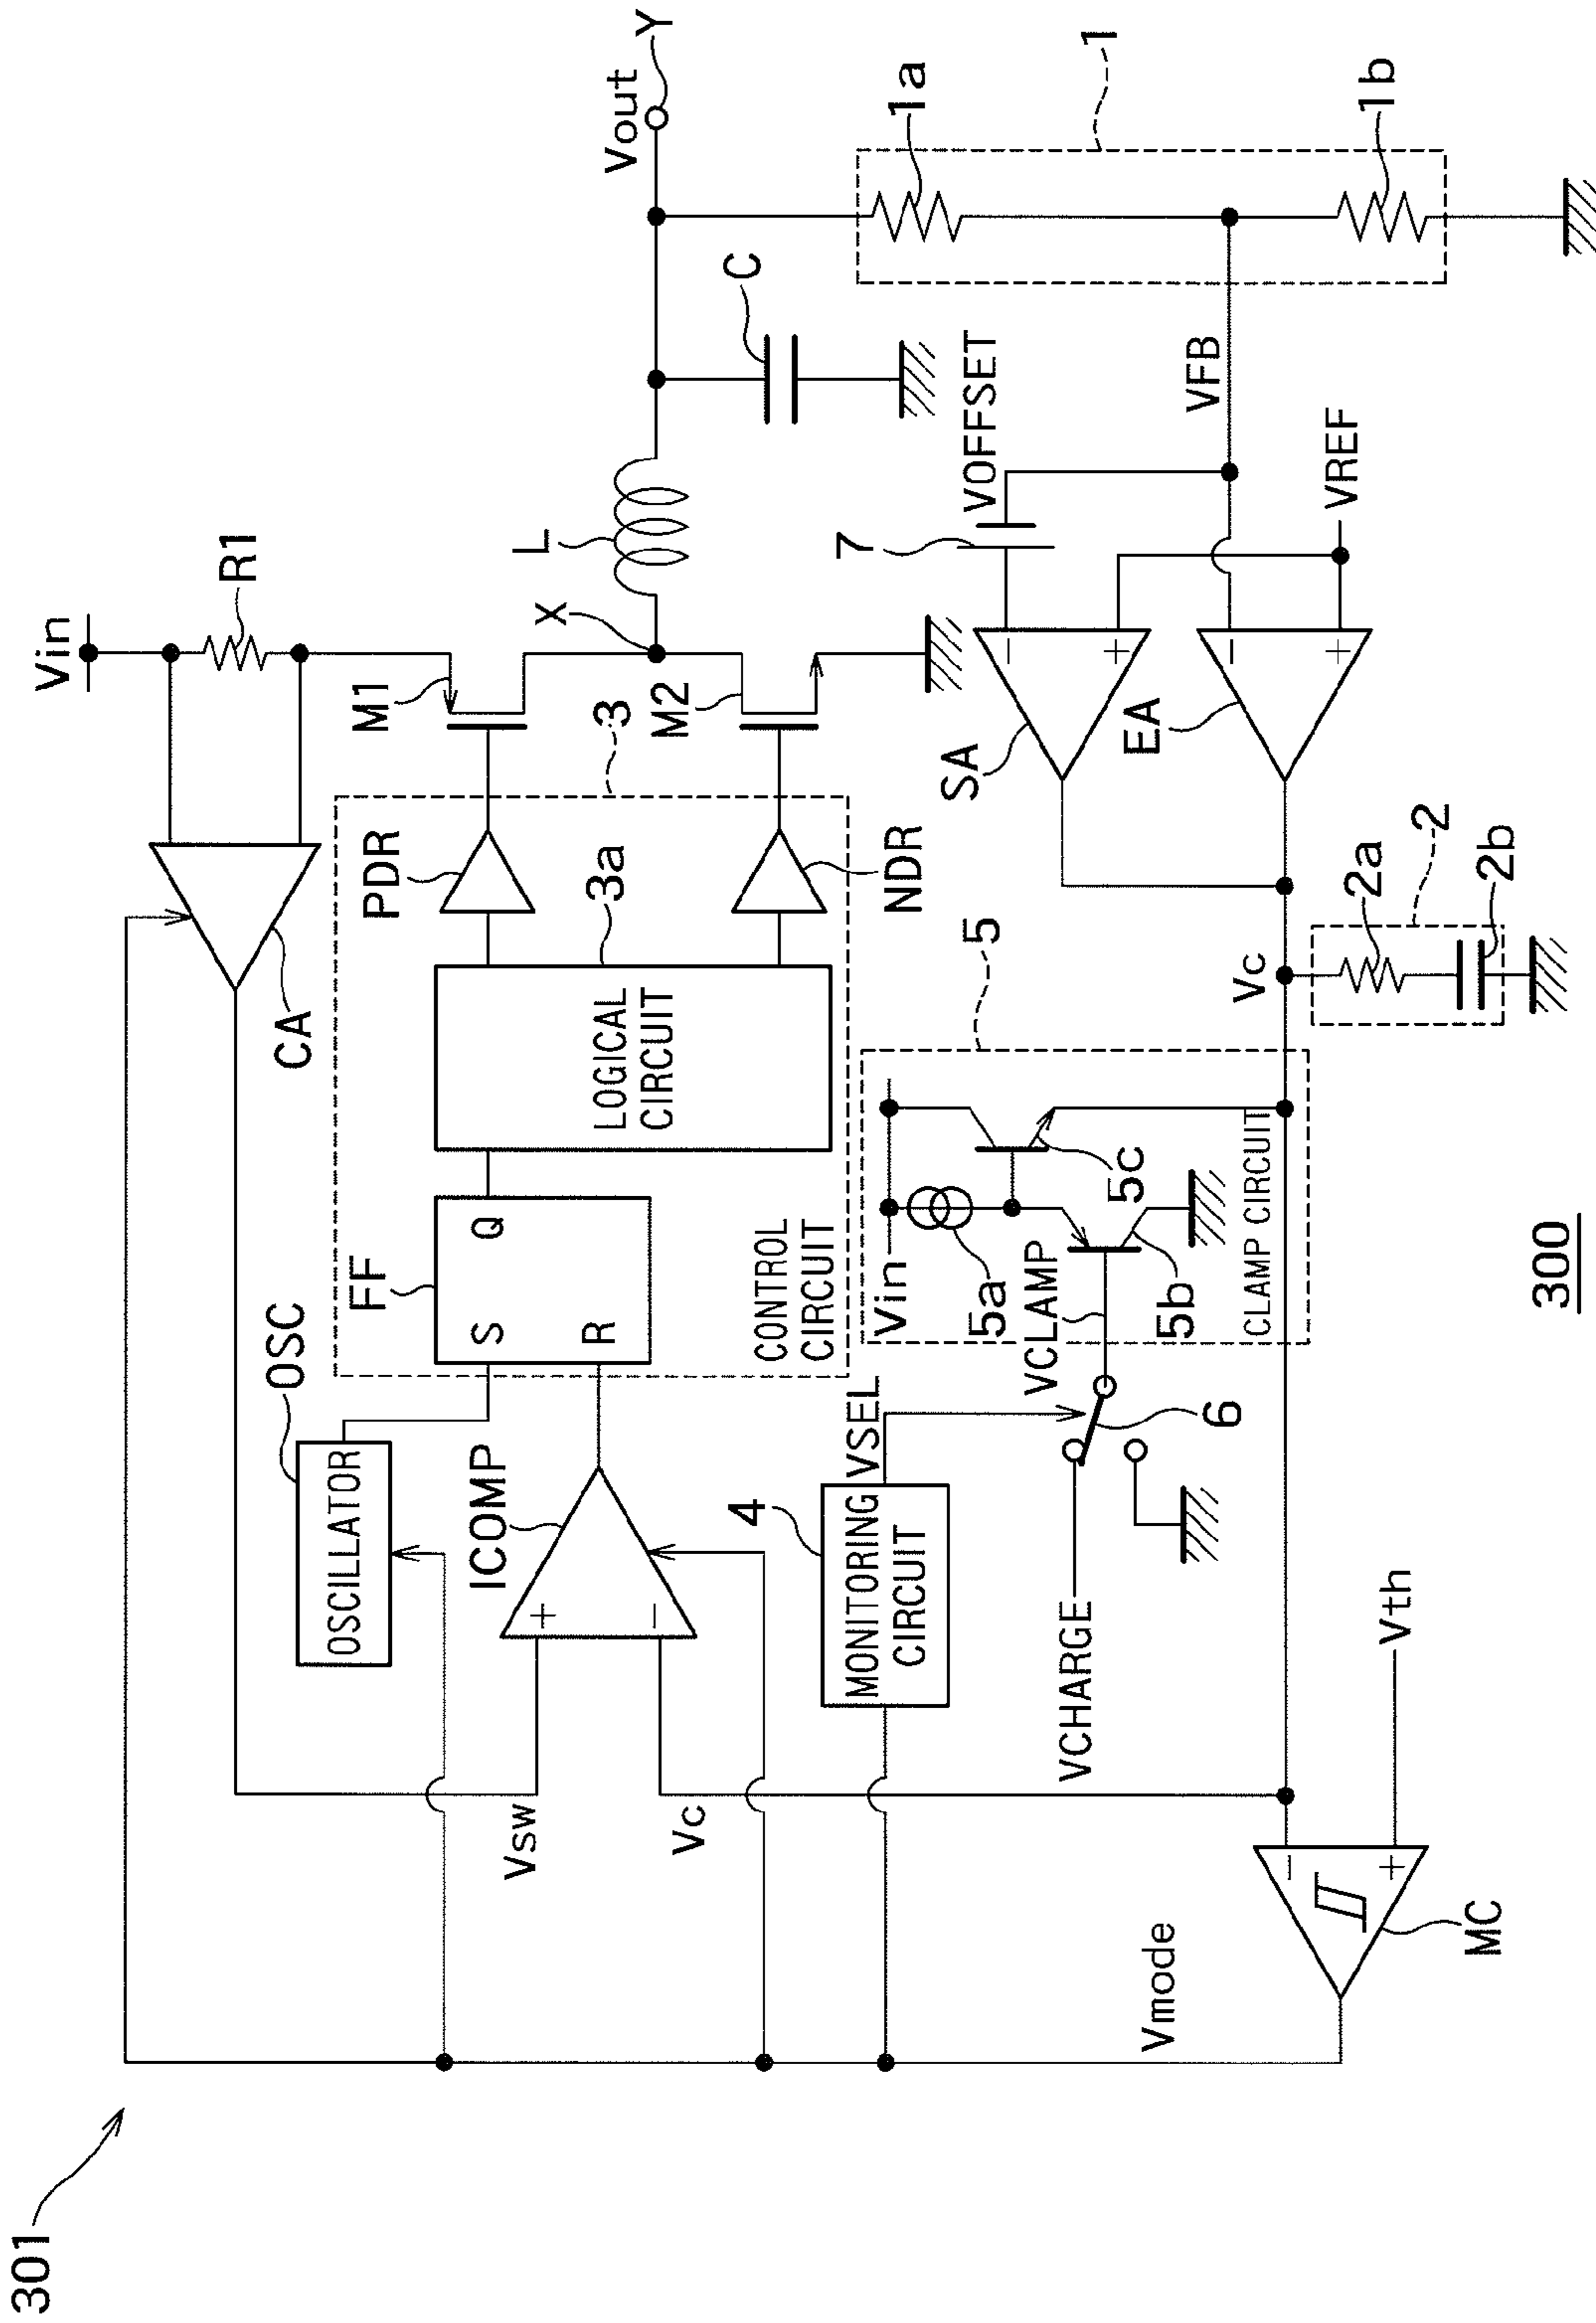 301
Vin
R1
CA
M1
X
L
Vout
Y
C
M2
3
PDR
3a
NDR
LOGICAL
CIRCUIT
FF
S
Q
R
CONTROL
CIRCUIT
OSC
OSCILLATOR
ICOMP
+
−
Vsw
Vc
4
MONITORING
CIRCUIT
VSEL
VCHARGE
6
VCLAMP
5
Vin
5a
5b
5c
CLAMP CIRCUIT
SA
−
+
7
VOFFSET
EA
−
+
VFB
VREF
1
1a
1b
Vc
2
2a
2b
Vmode
MC
−
+
Vth
300